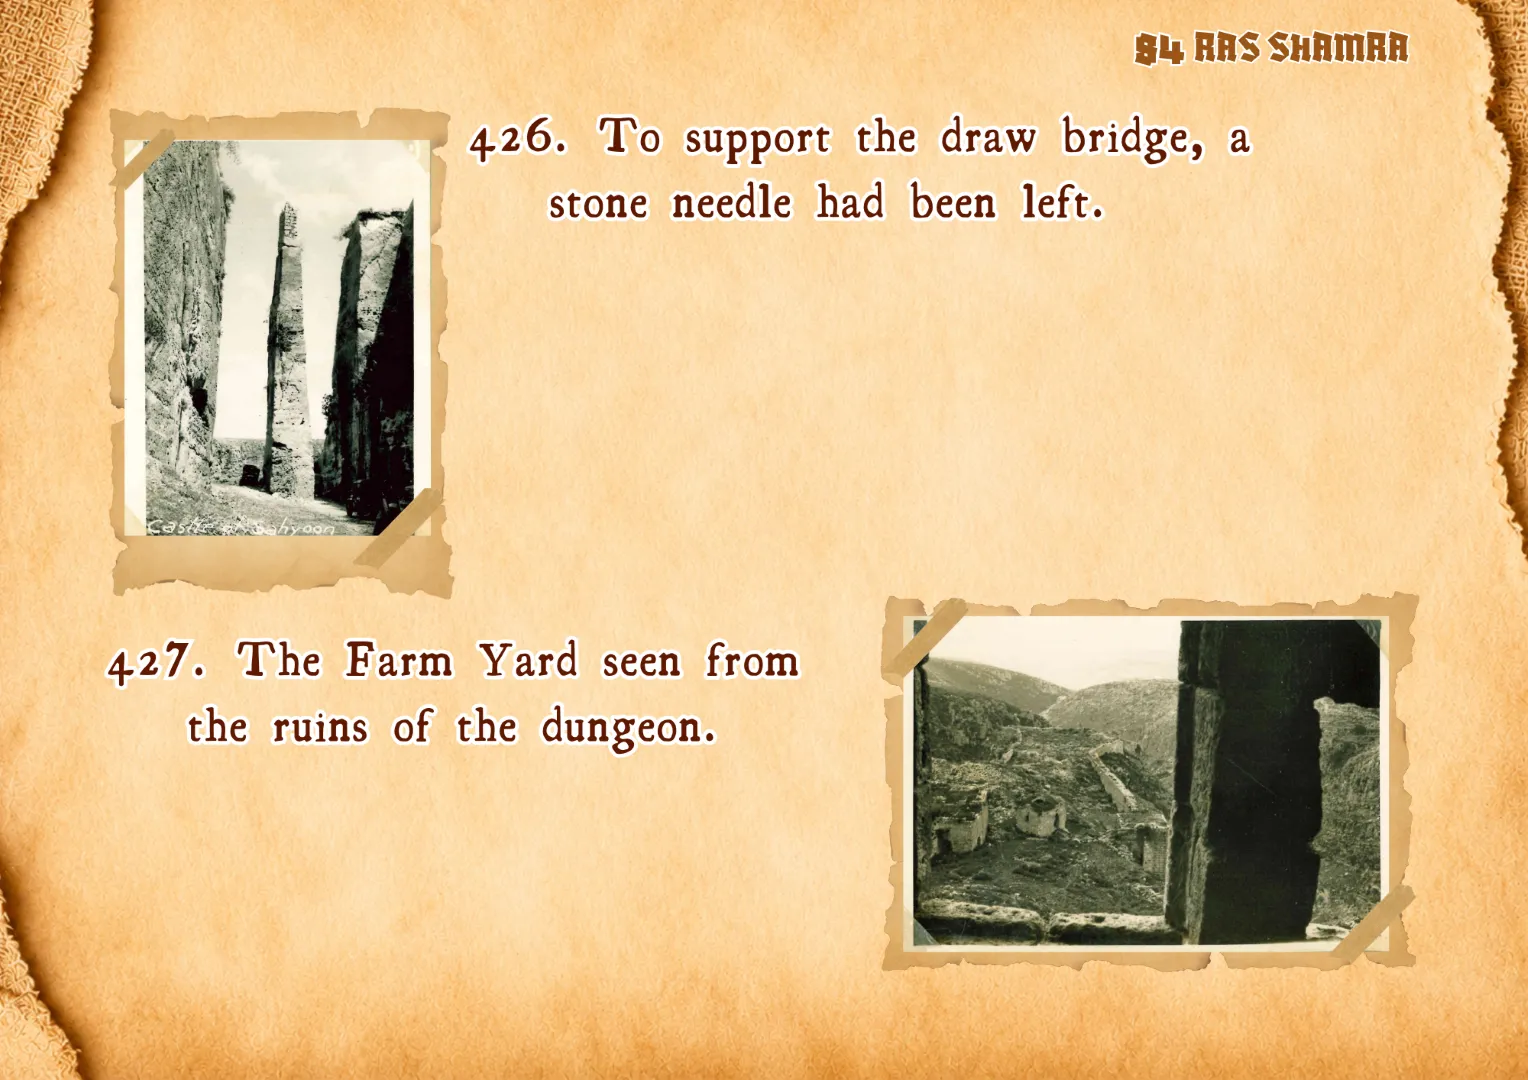 84 RAS SHAMRA
426. To support the draw bridge, a
stone needle had been left.
Castle of Sahyoon
427. The Farm Yard seen from
the ruins of the dungeon.